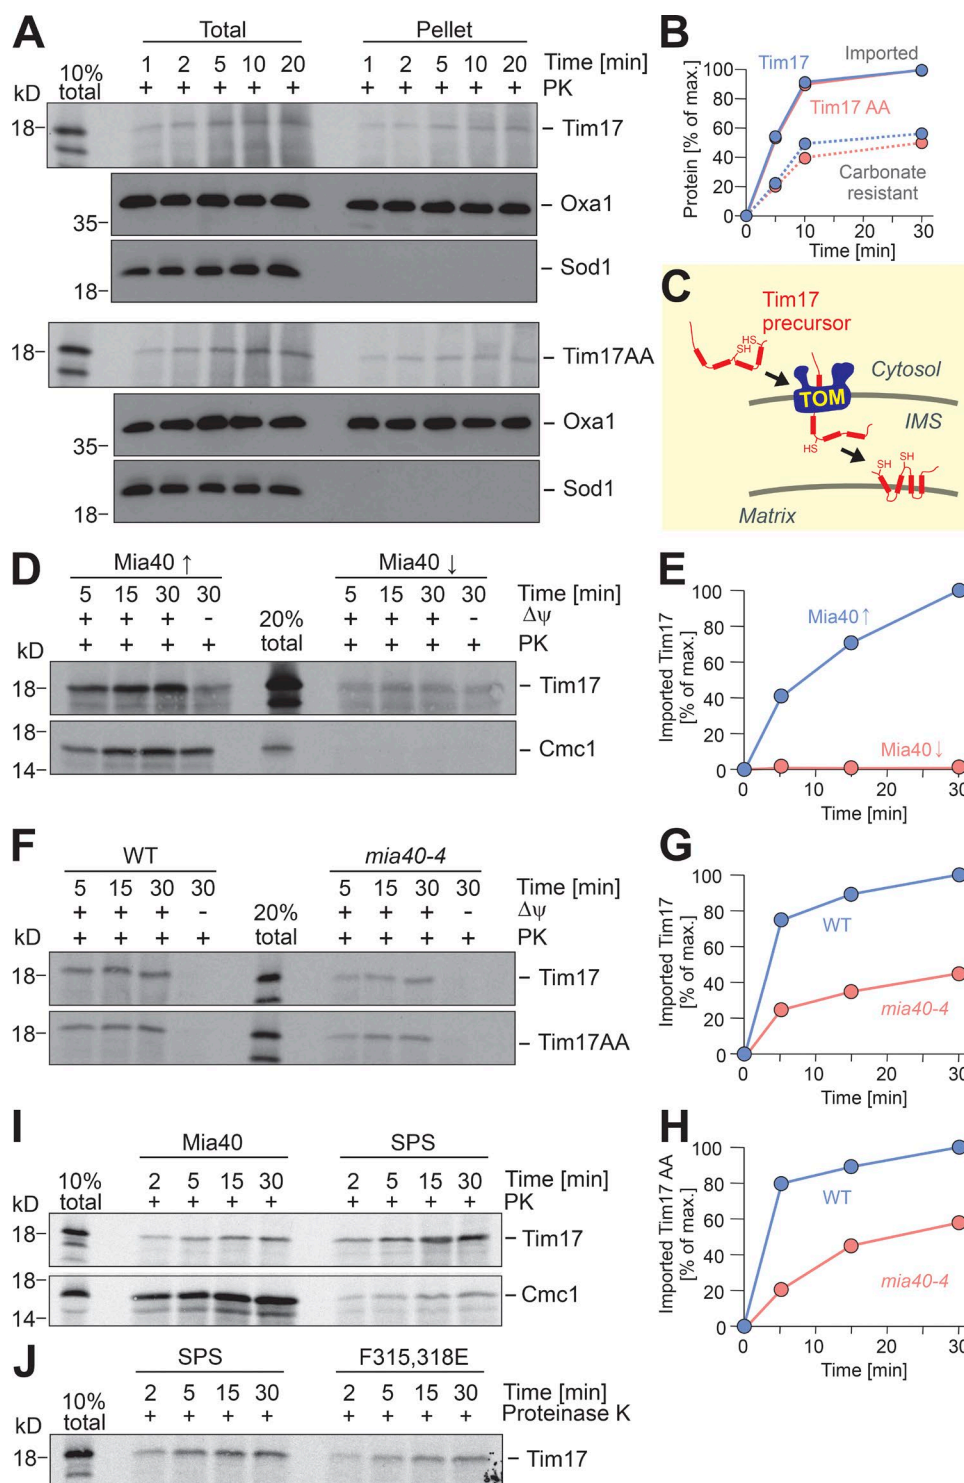 A
Total Pellet
10% total
1 2 5 10 20 1 2 5 10 20 Time [min]
kD + + + + + + + + + + PK
18 Tim17
Oxa1
35
Sod1
18
18 Tim17AA
Oxa1
35
Sod1
18
B
Protein [% of max.]
100
80
60
40
20
0
Tim17
Imported
Tim17 AA
Carbonate resistant
0 10 20 30
Time [min]
C
Tim17 precursor
HS
SH
Cytosol
TOM
IMS
HS
SH SH
Matrix
D
Mia40 ↑ Mia40 ↓
5 15 30 30 5 15 30 30 Time [min]
+ + + - 20% total + + + - Δψ
kD + + + + + + + + PK
18 Tim17
18
Cmc1
14
E
Imported Tim17
[% of max.]
100
80
60
40
20
0
Mia40 ↑
Mia40 ↓
0 10 20 30
Time [min]
F
WT mia40-4
5 15 30 30 5 15 30 30 Time [min]
+ + + - 20% total + + + - Δψ
kD + + + + + + + + PK
18 Tim17
18 Tim17AA
G
Imported Tim17
[% of max.]
100
80
60
40
20
0
WT
mia40-4
0 10 20 30
Time [min]
H
Imported Tim17 AA
[% of max.]
100
80
60
40
20
0
WT
mia40-4
0 10 20 30
Time [min]
I
Mia40 SPS
10% total
2 5 15 30 2 5 15 30 Time [min]
kD + + + + + + + + PK
18 Tim17
18
Cmc1
14
J
SPS F315,318E
10% total
2 5 15 30 2 5 15 30 Time [min]
kD + + + + + + + + Proteinase K
18 Tim17